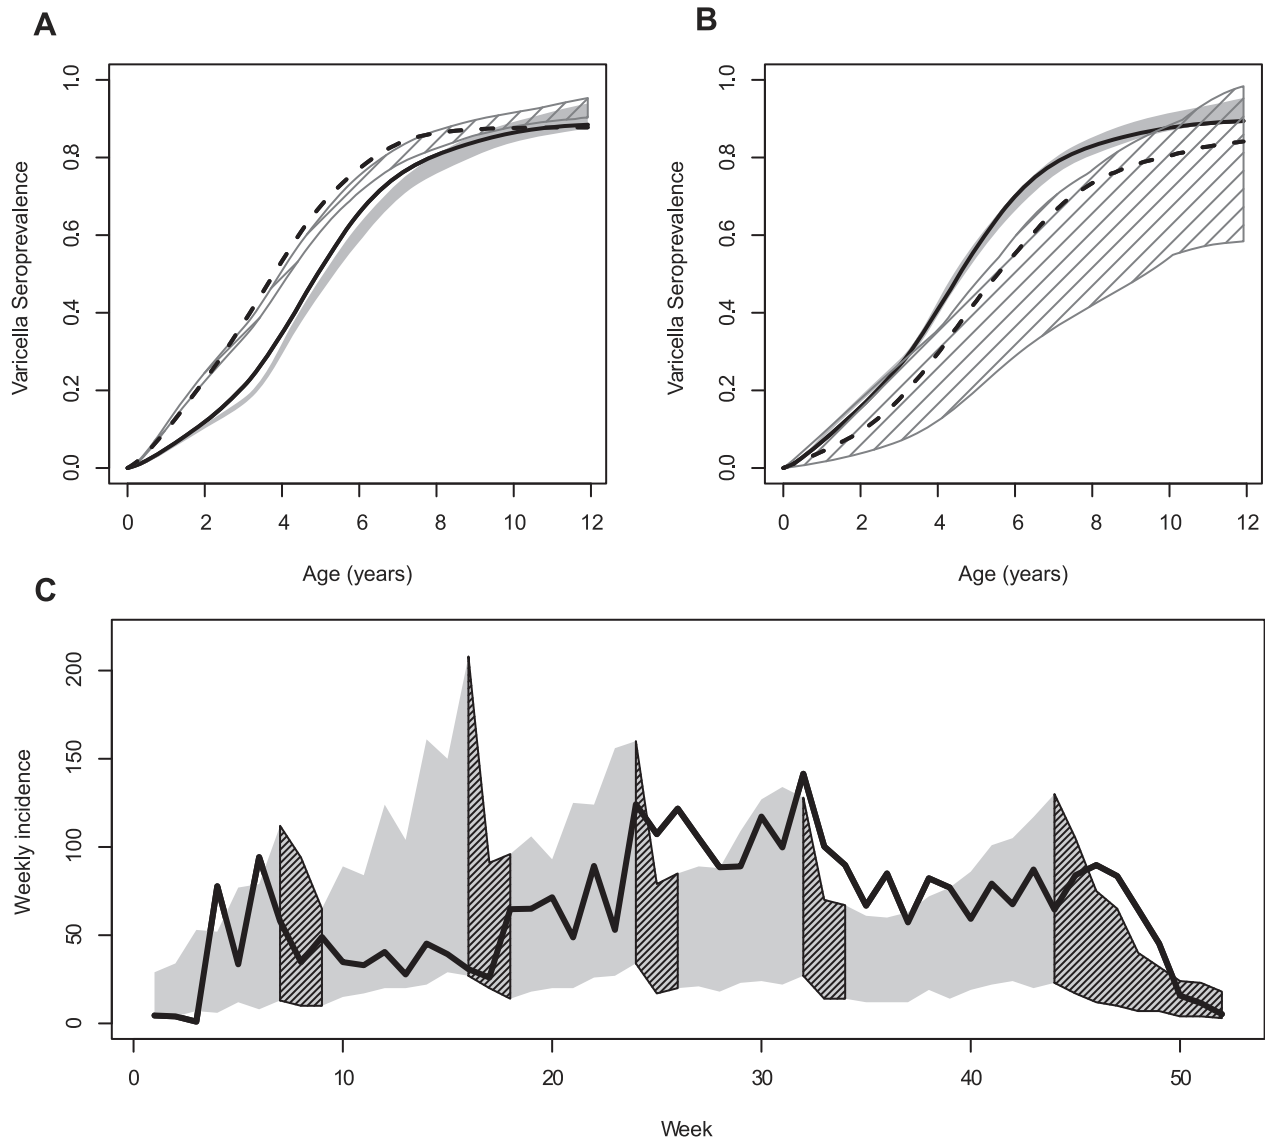 A
B
1.0
0.8
0.6
0.4
0.2
0.0
Varicella Seroprevalence
0 2 4 6 8 10 12
Age (years)
1.0
0.8
0.6
0.4
0.2
0.0
Varicella Seroprevalence
0 2 4 6 8 10 12
Age (years)
C
200
150
100
50
0
Weekly incidence
0 10 20 30 40 50
Week